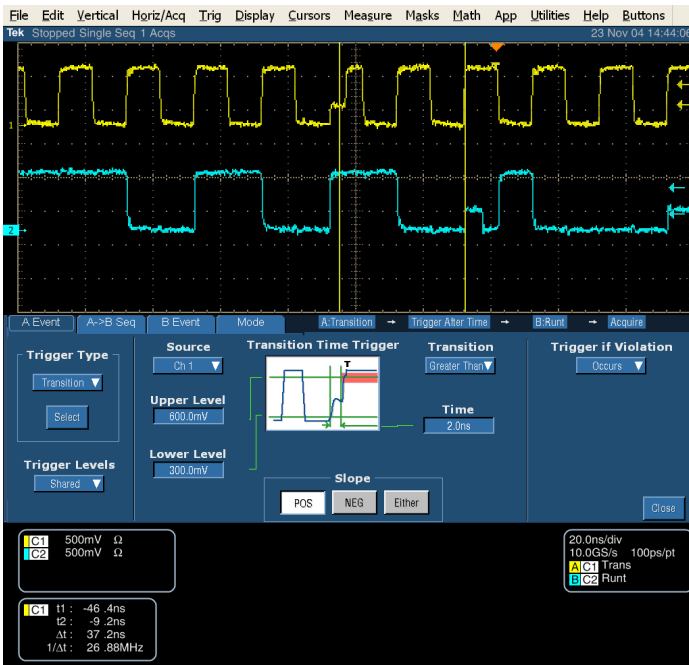 File Edit Vertical Horiz/Acq Trig Display Cursors Measure Masks Math App Utilities Help Buttons
Tek Stopped Single Seq 1 Acqs 23 Nov 04 14:44:06
T
1
2
A Event A->B Seq B Event Mode A:Transition → Trigger After Time → B:Runt → Acquire
Trigger Type
Transition
Select
Trigger Levels
Shared
Source
Ch 1
Upper Level
600.0mV
Lower Level
300.0mV
Transition Time Trigger
T
Slope
POS NEG Either
Transition
Greater Than
Time
2.0ns
Trigger if Violation
Occurs
Close
C1 500mV Ω
C2 500mV Ω
20.0ns/div
10.0GS/s 100ps/pt
A C1 Trans
B C2 Runt
C1 t1 : -46 .4ns
t2 : -9 .2ns
Δt : 37 .2ns
1/Δt : 26 .88MHz